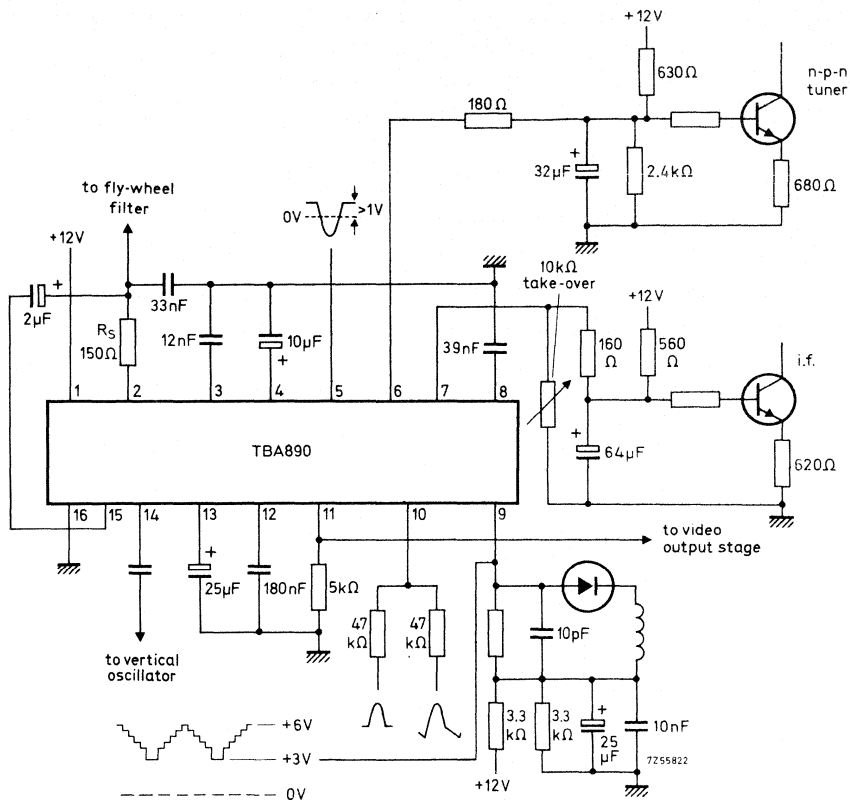 +12V
630Ω
n-p-n
tuner
180Ω
+
32µF
2.4kΩ
680Ω
to fly-wheel
filter
0V
>1V
+12V
+
2µF
33nF
RS
150Ω
12nF
10µF
+
39nF
10kΩ
take-over
+12V
160
Ω
560
Ω
i.f.
+
64µF
620Ω
1
2
3
4
5
6
7
8
TBA890
16
15
14
13
12
11
10
9
to video
output stage
+
25µF
180nF
5kΩ
47
kΩ
47
kΩ
10pF
to vertical
oscillator
3.3
kΩ
3.3
kΩ
+
25
µF
10nF
7Z55822
+12V
+6V
+3V
0V